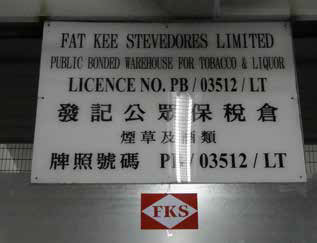 FAT KEE STEVEDORES LIMITED
PUBLIC BONDED WAREHOUSE FOR TOBACCO & LIQUOR
LICENCE NO. PB / 03512 / LT
發記公眾保稅倉
煙草及酒類
牌照號碼 PB / 03512 / LT
FKS